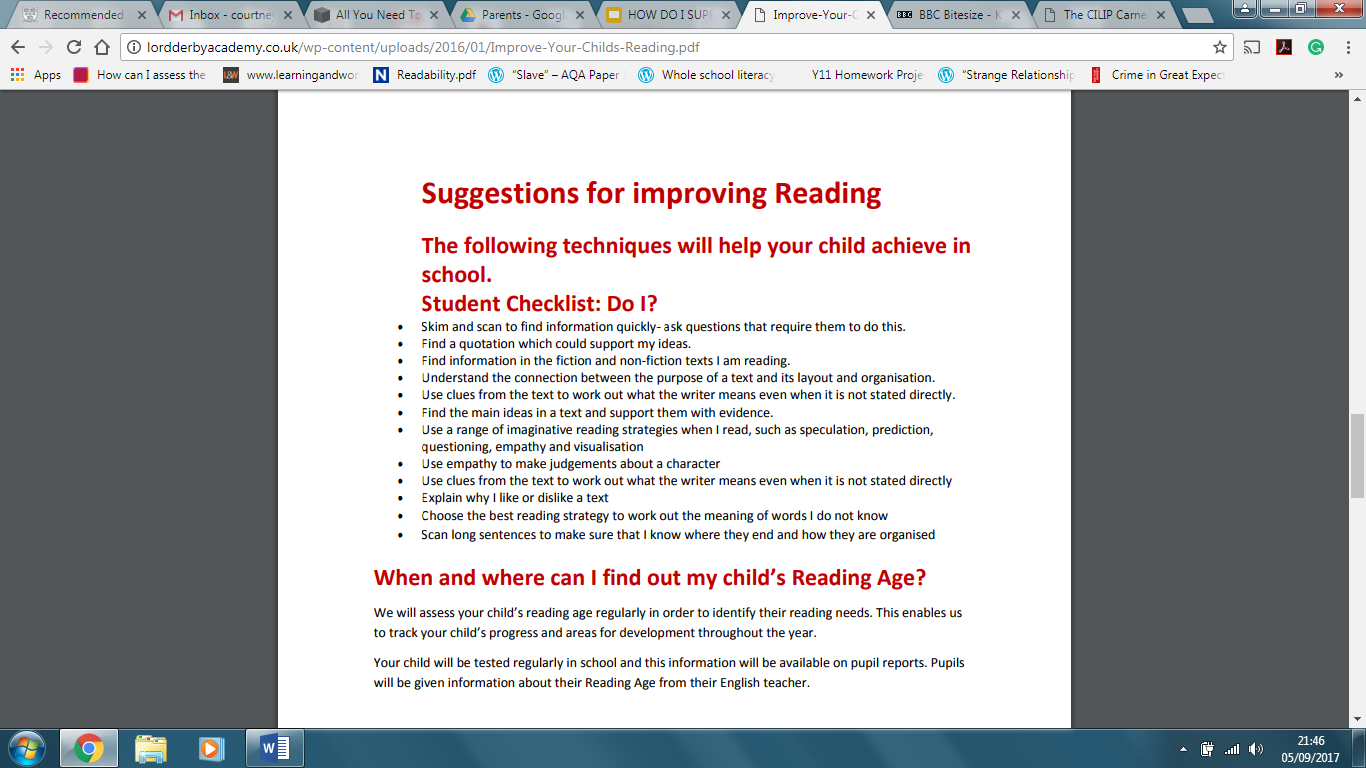 Recommended
Inbox - courtne
All You Need To
Parents - Googl
HOW DO I SUPP
Improve-Your-C
BBC Bitesize - K
The CILIP Carne
lordderbyacademy.co.uk/wp-content/uploads/2016/01/Improve-Your-Childs-Reading.pdf
Apps
How can I assess the
www.learningandwor
Readability.pdf
"Slave" – AQA Paper
Whole school literacy
Y11 Homework Proje
"Strange Relationship
Crime in Great Expect
»
Suggestions for improving Reading
The following techniques will help your child achieve in
school.
Student Checklist: Do I?
• Skim and scan to find information quickly- ask questions that require them to do this.
• Find a quotation which could support my ideas.
• Find information in the fiction and non-fiction texts I am reading.
• Understand the connection between the purpose of a text and its layout and organisation.
• Use clues from the text to work out what the writer means even when it is not stated directly.
• Find the main ideas in a text and support them with evidence.
• Use a range of imaginative reading strategies when I read, such as speculation, prediction,
questioning, empathy and visualisation
• Use empathy to make judgements about a character
• Use clues from the text to work out what the writer means even when it is not stated directly
• Explain why I like or dislike a text
• Choose the best reading strategy to work out the meaning of words I do not know
• Scan long sentences to make sure that I know where they end and how they are organised
When and where can I find out my child's Reading Age?
We will assess your child's reading age regularly in order to identify their reading needs. This enables us
to track your child's progress and areas for development throughout the year.
Your child will be tested regularly in school and this information will be available on pupil reports. Pupils
will be given information about their Reading Age from their English teacher.
21:46
05/09/2017